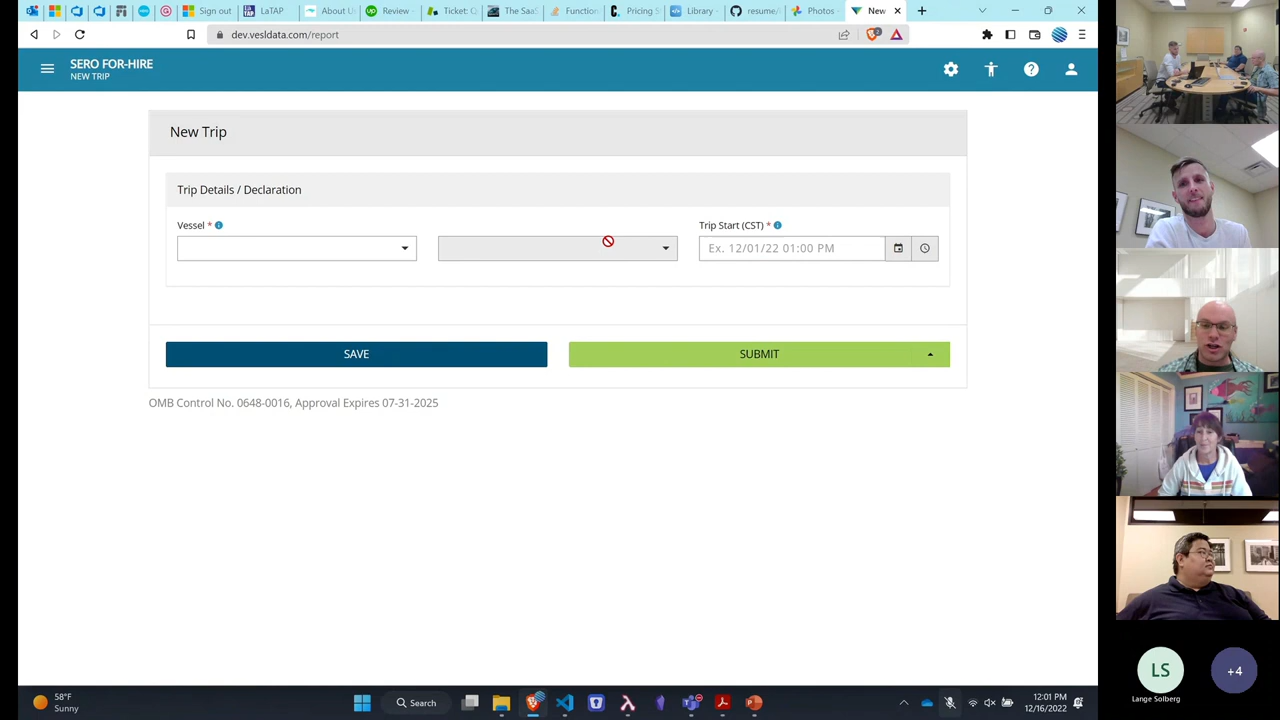 Sign out
LaTAP
About U
Review -
Ticket: Q
The SaaS
Function
Pricing S
Library -
resume/
Photos -
New
dev.vesldata.com/report
2
SERO FOR-HIRE
NEW TRIP
New Trip
Trip Details / Declaration
Vessel *
Trip Start (CST) *
Ex. 12/01/22 01:00 PM
SAVE
SUBMIT
OMB Control No. 0648-0016, Approval Expires 07-31-2025
LS
+4
Lange Solberg
58°F
Sunny
Search
12:01 PM
12/16/2022